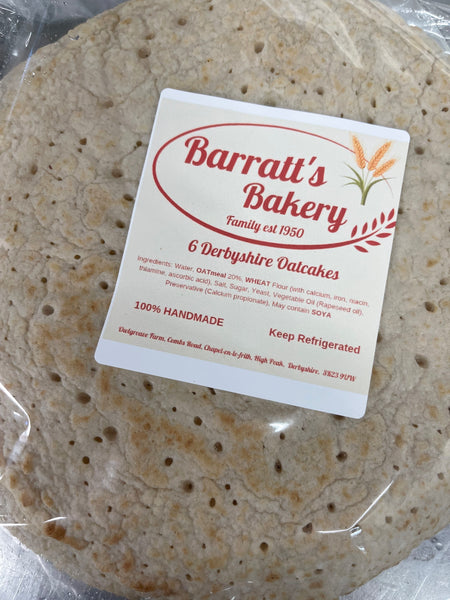 Barratt's
Bakery
Family est 1950
6 Derbyshire Oatcakes
Ingredients: Water, OATmeal 20%, WHEAT Flour (with calcium, iron, niacin,
thiamine, ascorbic acid), Salt, Sugar, Yeast, Vegetable Oil (Rapeseed oil),
Preservative (Calcium propionate), May contain SOYA
100% HANDMADE
Keep Refrigerated
Owlgreave Farm, Combs Road, Chapel-en-le-frith, High Peak, Derbyshire. SK23 9UW